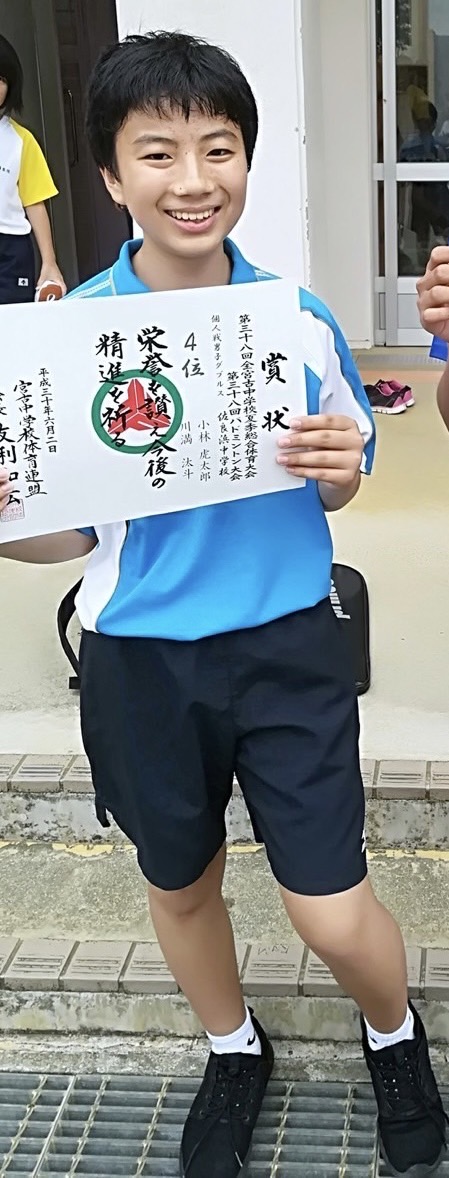 賞状
第三十八回全宮古中学校夏季総合体育大会
第三十八回バドミントン大会
佐良浜中学校
個人戦男子ダブルス
小林 虎太郎
川満 汰斗
4位
栄誉を讃え今後の
精進を祈る
平成三十年六月二日
宮古中学校体育連盟
友利